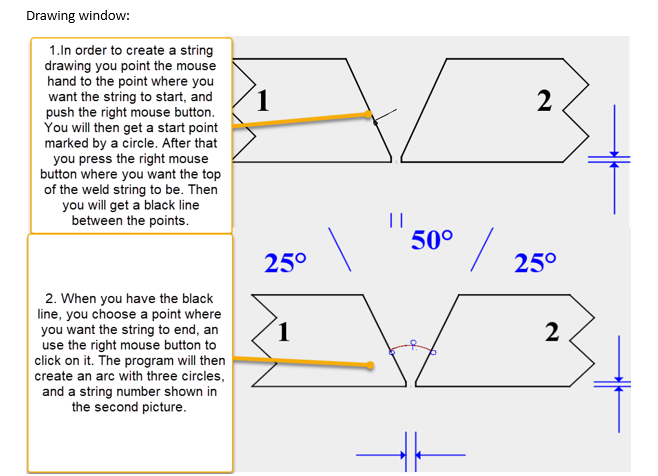 Drawing window:
1.In order to create a string
drawing you point the mouse
hand to the point where you
want the string to start, and
push the right mouse button.
You will then get a start point
marked by a circle. After that
you press the right mouse
button where you want the top
of the weld string to be. Then
you will get a black line
between the points.
1
2
50°
25°
25°
2. When you have the black
line, you choose a point where
you want the string to end, an
use the right mouse button to
click on it. The program will then
create an arc with three circles,
and a string number shown in
the second picture.
1
2